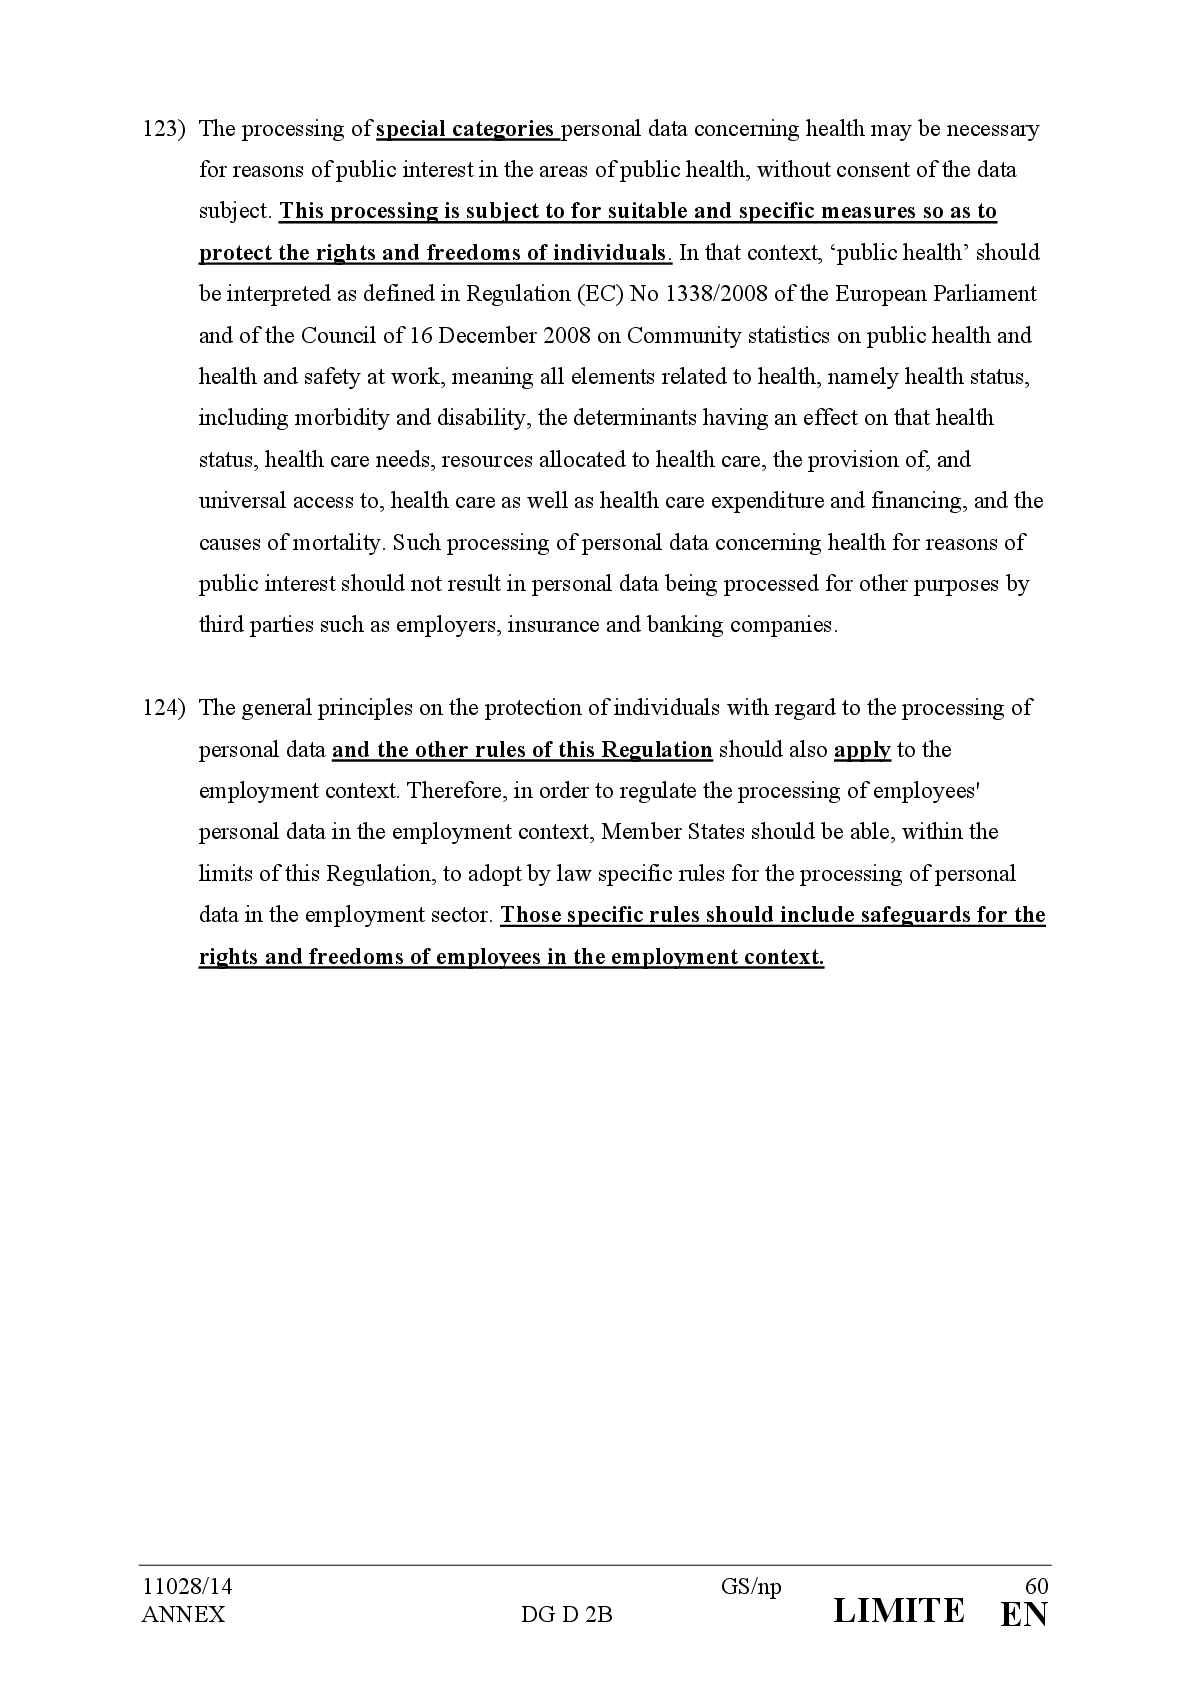 123) The processing of special categories personal data concerning health may be necessary
for reasons of public interest in the areas of public health, without consent of the data
subject. This processing is subject to for suitable and specific measures so as to
protect the rights and freedoms of individuals. In that context, ‘public health’ should
be interpreted as defined in Regulation (EC) No 1338/2008 of the European Parliament
and of the Council of 16 December 2008 on Community statistics on public health and
health and safety at work, meaning all elements related to health, namely health status,
including morbidity and disability, the determinants having an effect on that health
status, health care needs, resources allocated to health care, the provision of, and
universal access to, health care as well as health care expenditure and financing, and the
causes of mortality. Such processing of personal data concerning health for reasons of
public interest should not result in personal data being processed for other purposes by
third parties such as employers, insurance and banking companies.
124) The general principles on the protection of individuals with regard to the processing of
personal data and the other rules of this Regulation should also apply to the
employment context. Therefore, in order to regulate the processing of employees'
personal data in the employment context, Member States should be able, within the
limits of this Regulation, to adopt by law specific rules for the processing of personal
data in the employment sector. Those specific rules should include safeguards for the
rights and freedoms of employees in the employment context.
11028/14 GS/np 60
ANNEX DG D 2B LIMITE EN